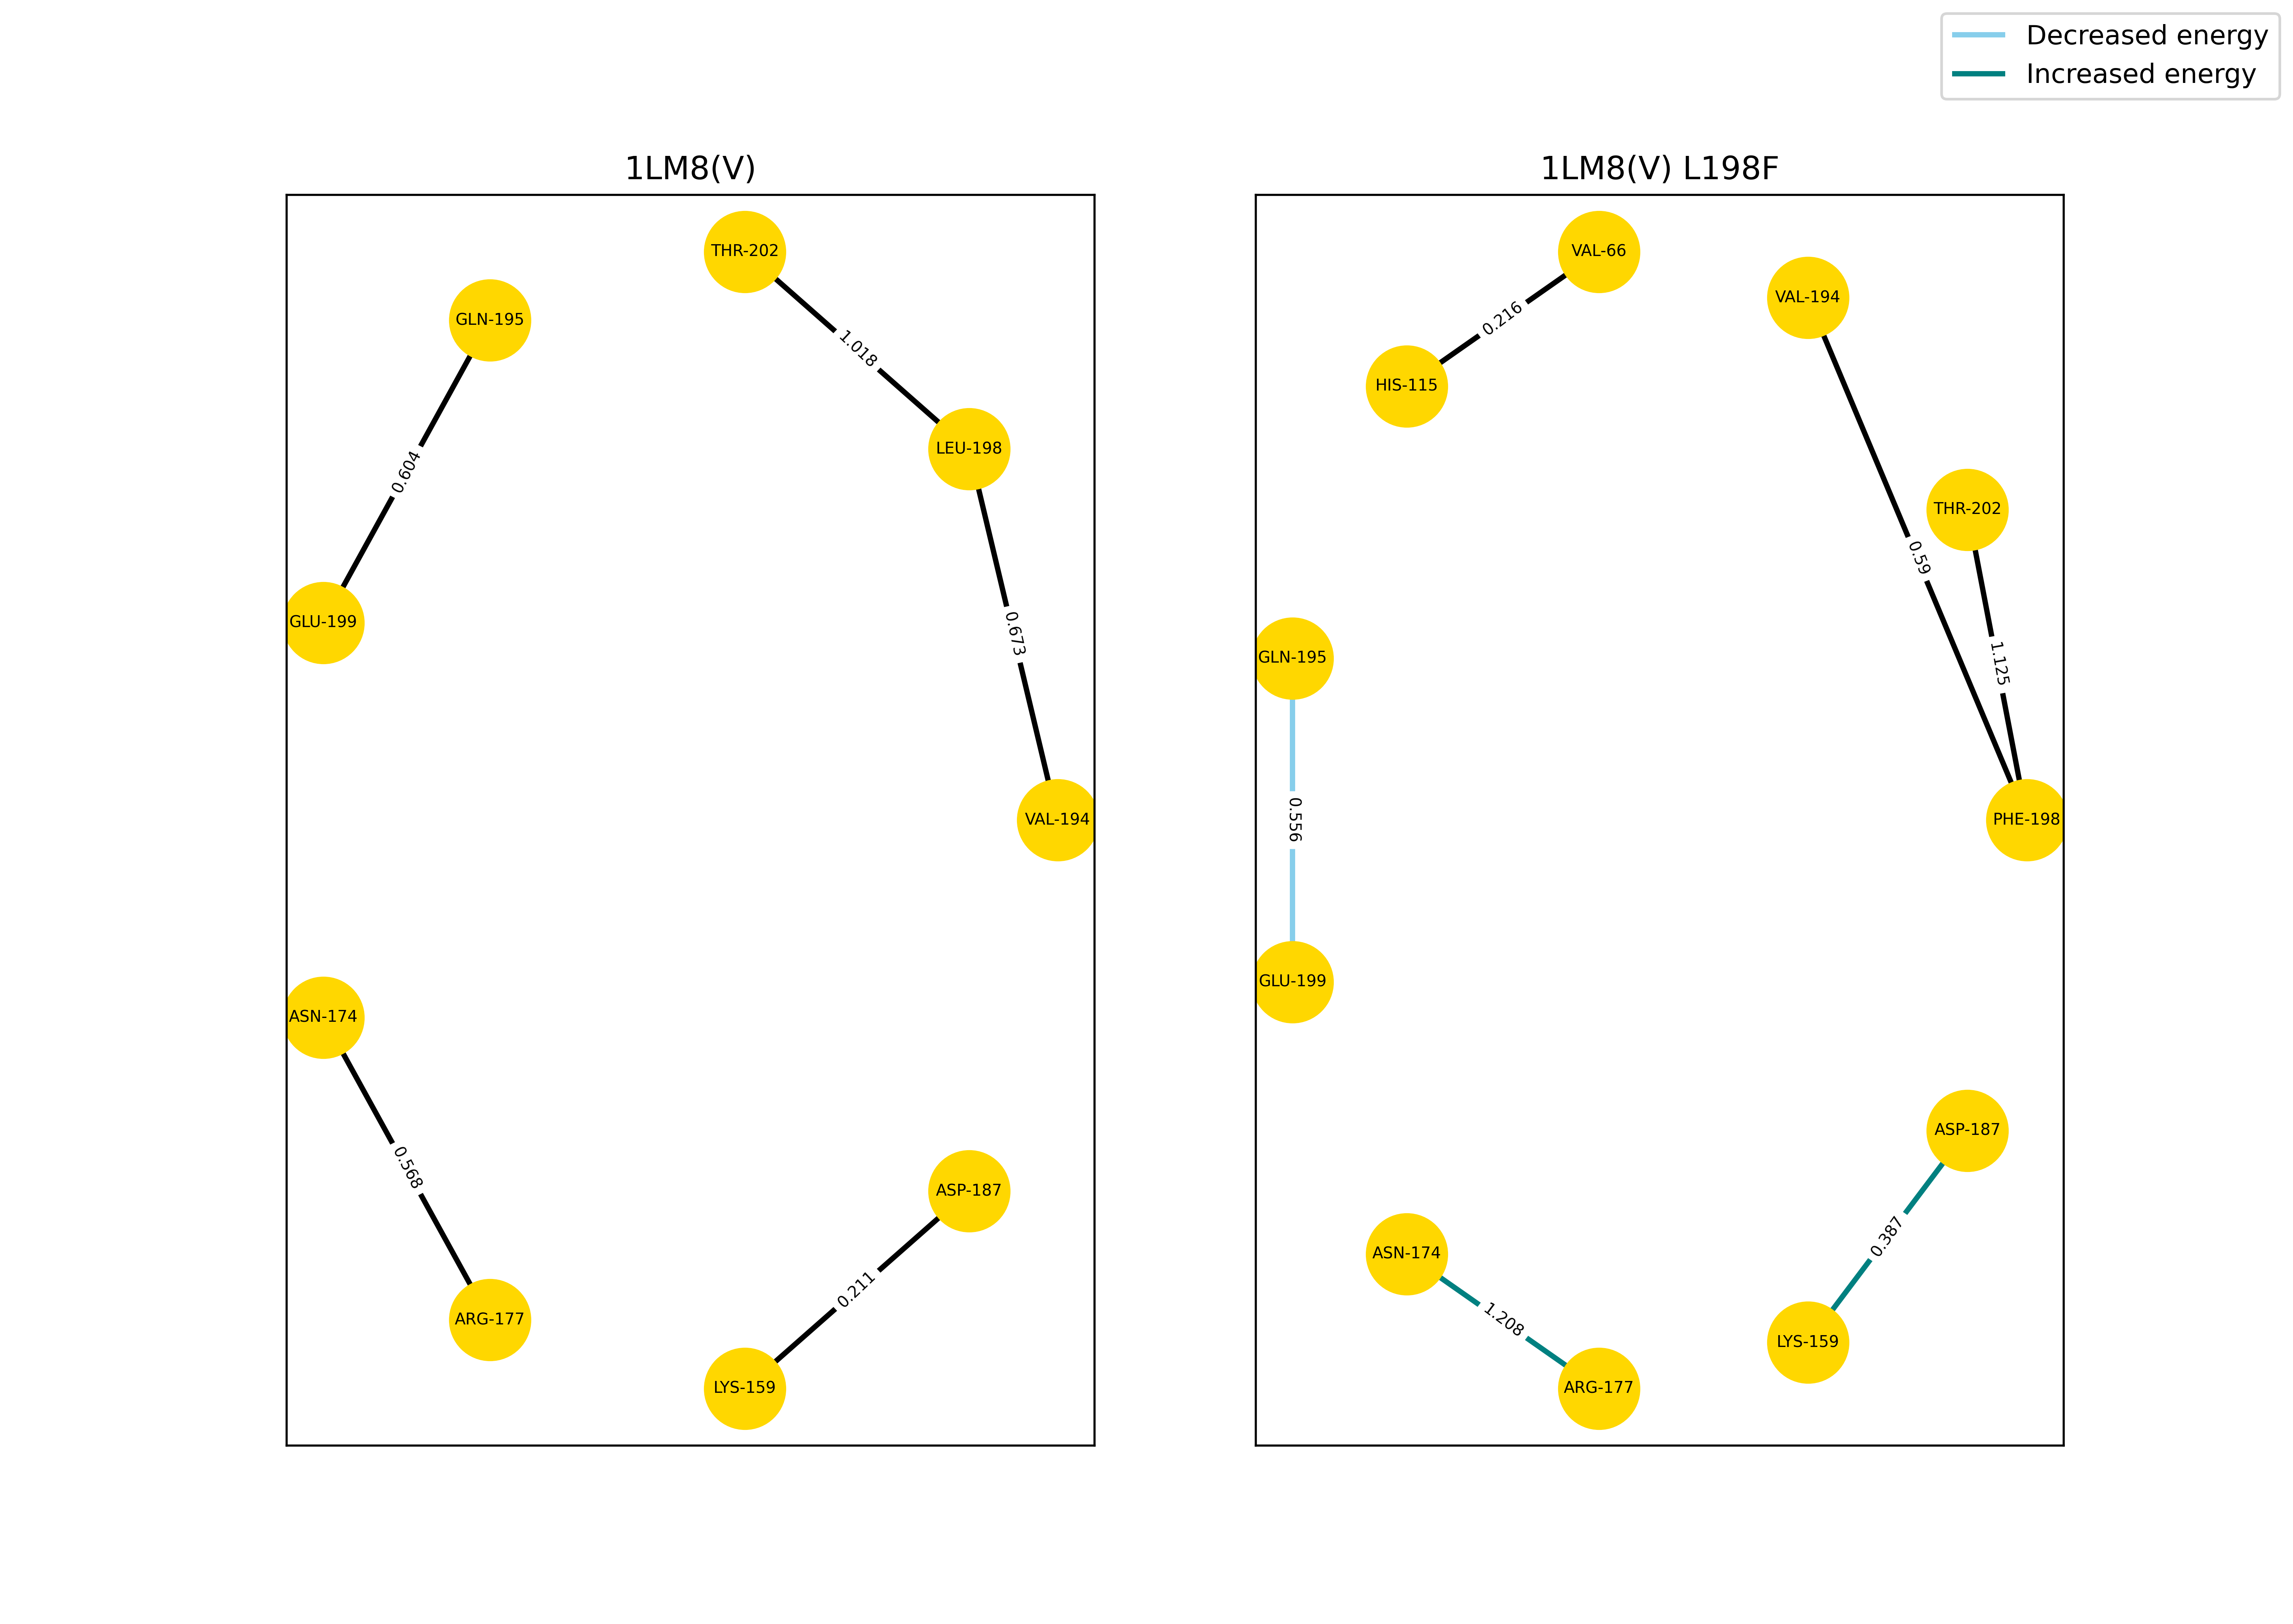 Decreased energy
Increased energy
1LM8(V)
THR-202
GLN-195
1.018
LEU-198
0.604
GLU-199
0.673
VAL-194
ASN-174
0.568
ASP-187
0.211
ARG-177
LYS-159
1LM8(V) L198F
VAL-66
VAL-194
0.216
HIS-115
THR-202
0.59
GLN-195
1.125
0.556
PHE-198
GLU-199
ASP-187
0.387
ASN-174
1.208
LYS-159
ARG-177